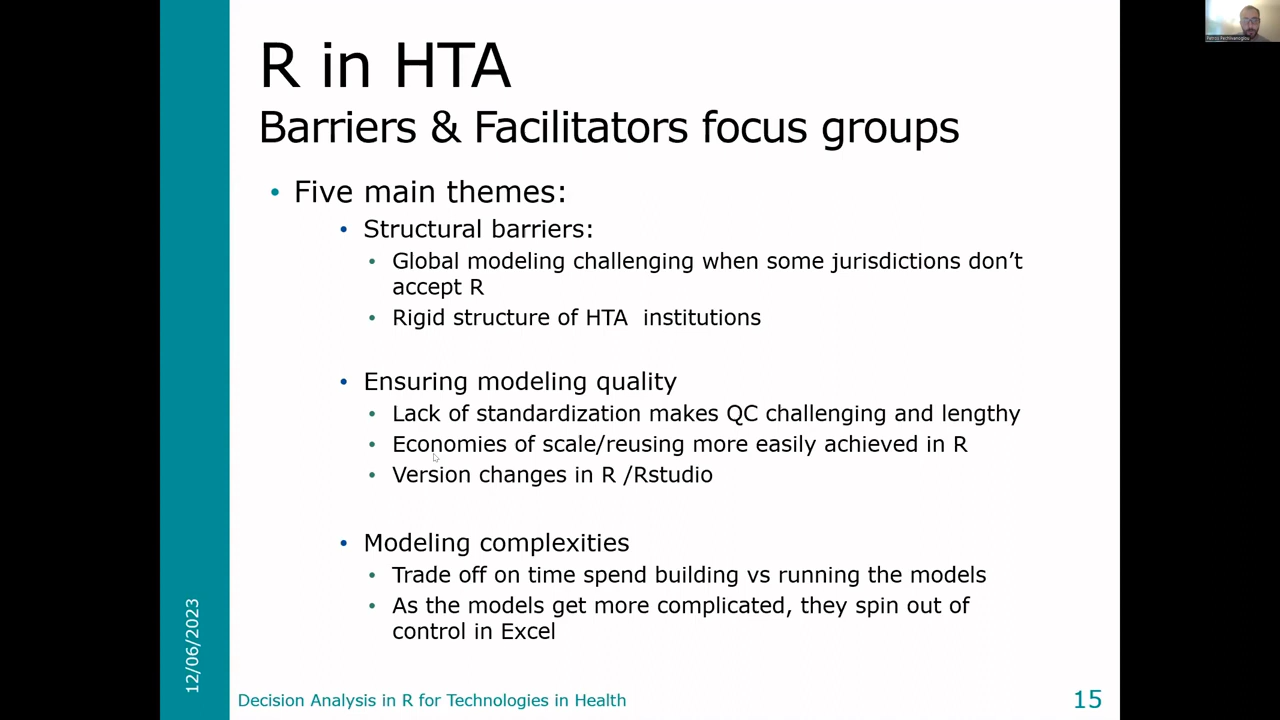 R in HTA
Barriers & Facilitators focus groups
• Five main themes:
• Structural barriers:
• Global modeling challenging when some jurisdictions don’t
accept R
• Rigid structure of HTA  institutions
• Ensuring modeling quality
• Lack of standardization makes QC challenging and lengthy
• Economies of scale/reusing more easily achieved in R
• Version changes in R /Rstudio
• Modeling complexities
• Trade off on time spend building vs running the models
• As the models get more complicated, they spin out of
control in Excel
12/06/2023
Decision Analysis in R for Technologies in Health
15
Petros Pechlivanoglou